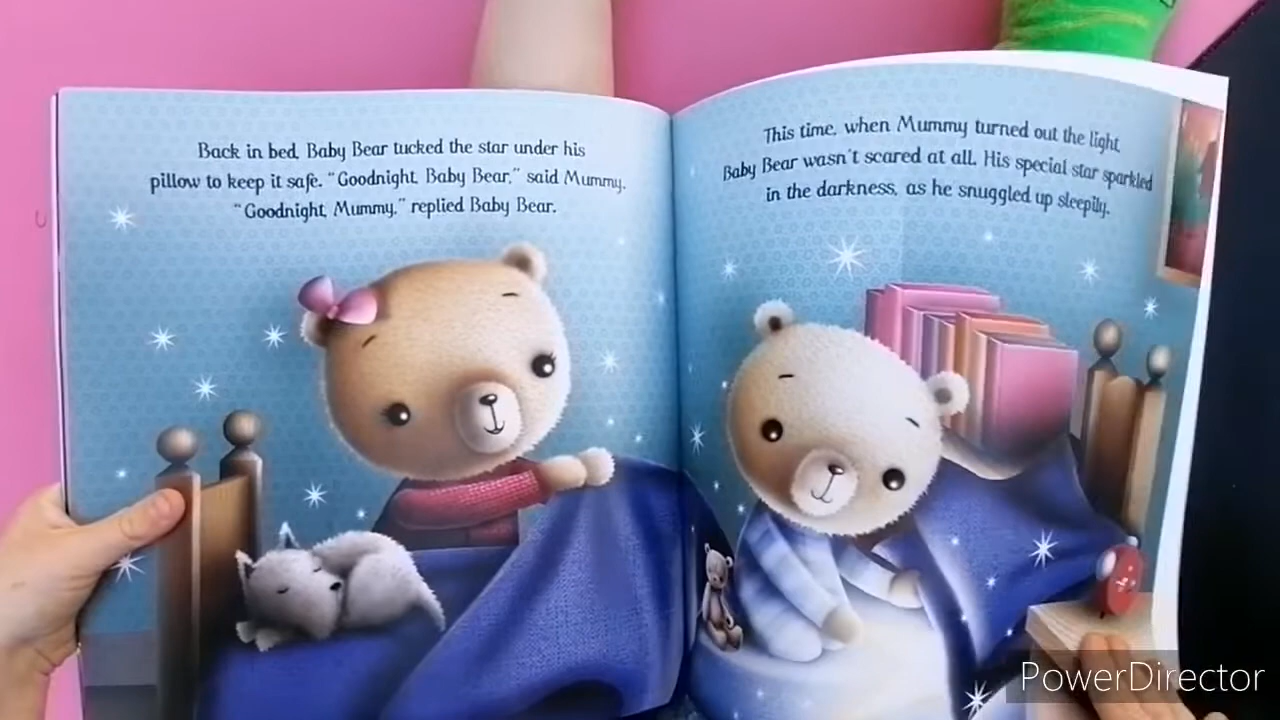 Back in bed, Baby Bear tucked the star under his
pillow to keep it safe. “Goodnight, Baby Bear,” said Mummy.
“Goodnight, Mummy,” replied Baby Bear.
This time, when Mummy turned out the light,
Baby Bear wasn't scared at all. His special star sparkled
in the darkness, as he snuggled up sleepily.
PowerDirector